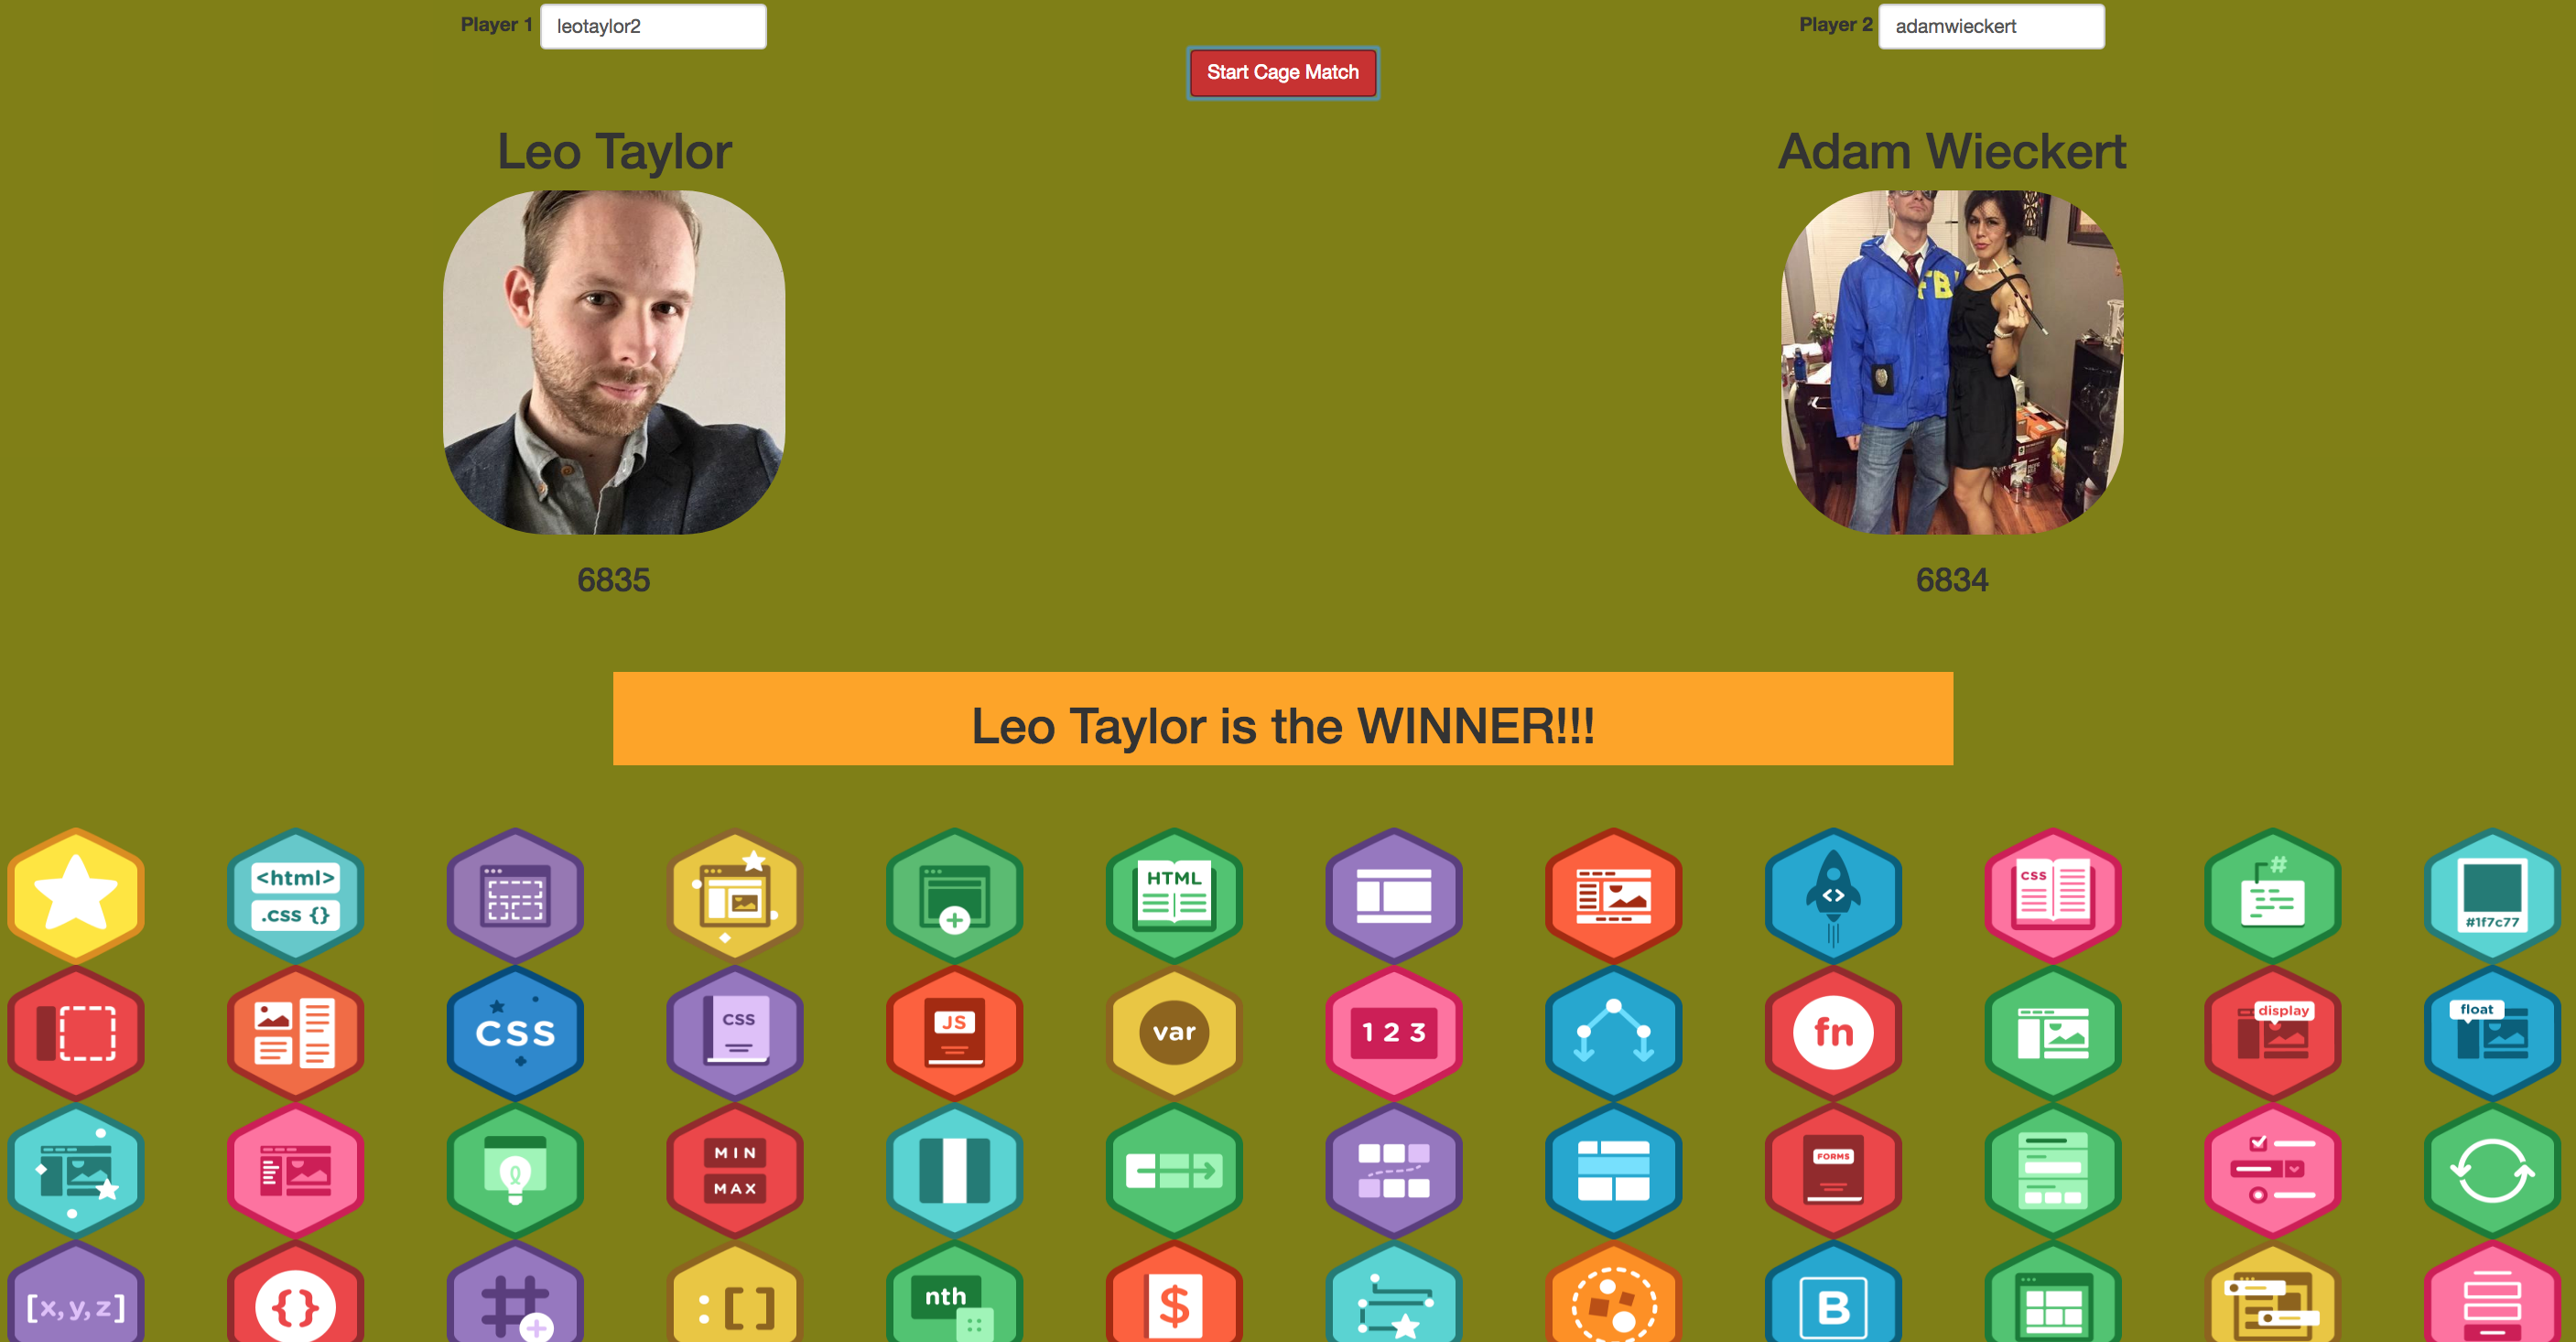 Player 1 leotaylor2
Player 2 adamwieckert
Start Cage Match
Leo Taylor
Adam Wieckert
FB
6835
6834
Leo Taylor is the WINNER!!!
<html>
.css {}
HTML
< >
CSS
#
#1f7c77
CSS
CSS
JS
var
1 2 3
fn
display
float
MIN
MAX
FORMS
[x, y, z]
{}
#
+
: [ ]
nth
$
B